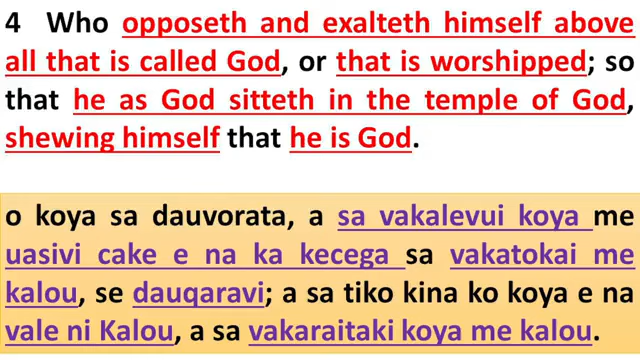 4 Who opposeth and exalteth himself above
all that is called God, or that is worshipped; so
that he as God sitteth in the temple of God,
shewing himself that he is God.
o koya sa dauvorata, a sa vakalevui koya me
uasivi cake e na ka kecega sa vakatokai me
kalou, se dauqaravi; a sa tiko kina ko koya e na
vale ni Kalou, a sa vakaraitaki koya me kalou.